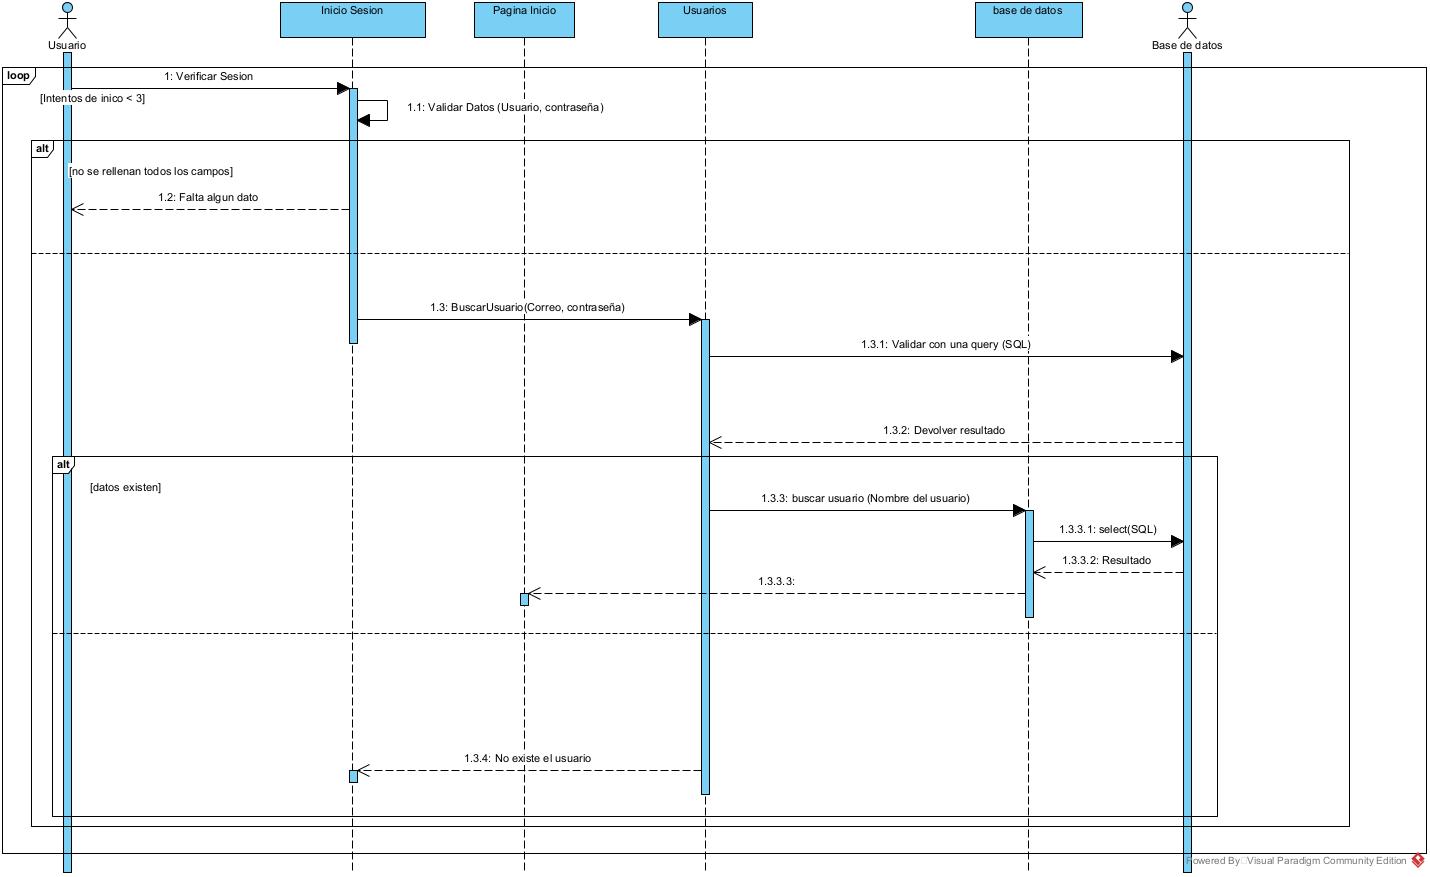 Inicio Sesion
Pagina Inicio
Usuarios
base de datos
Usuario
Base de datos
loop
1: Verificar Sesion
[Intentos de inico < 3]
1.1: Validar Datos (Usuario, contraseña)
alt
[no se rellenan todos los campos]
1.2: Falta algun dato
1.3: BuscarUsuario(Correo, contraseña)
1.3.1: Validar con una query (SQL)
1.3.2: Devolver resultado
alt
[datos existen]
1.3.3: buscar usuario (Nombre del usuario)
1.3.3.1: select(SQL)
1.3.3.2: Resultado
1.3.3.3:
1.3.4: No existe el usuario
Powered By Visual Paradigm Community Edition